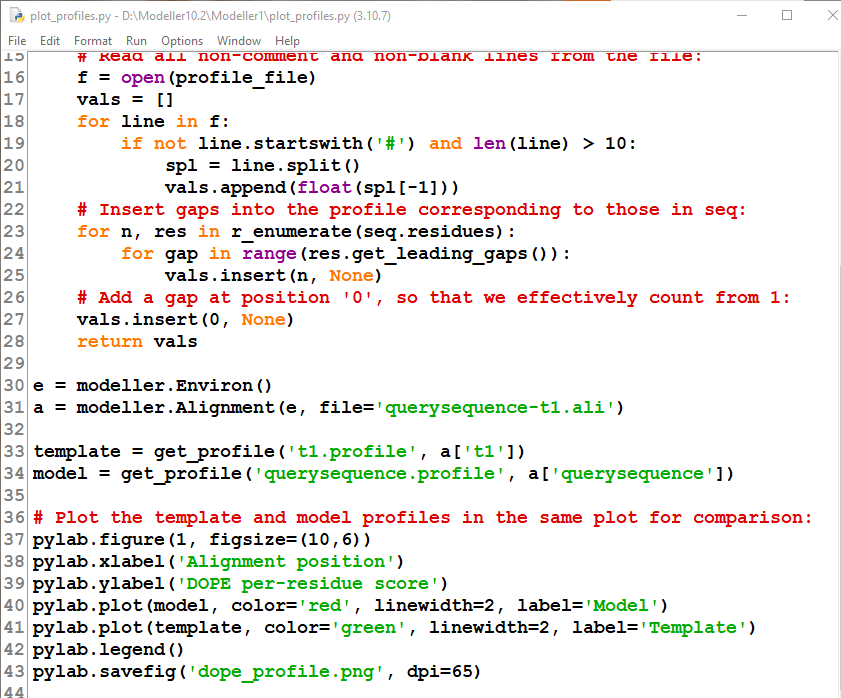 plot_profiles.py - D:\Modeller10.2\Modeller1\plot_profiles.py (3.10.7)
File Edit Format Run Options Window Help
15     # Read all non-comment and non-blank lines from the file:
16     f = open(profile_file)
17     vals = []
18     for line in f:
19         if not line.startswith('#') and len(line) > 10:
20             spl = line.split()
21             vals.append(float(spl[-1]))
22     # Insert gaps into the profile corresponding to those in seq:
23     for n, res in r_enumerate(seq.residues):
24         for gap in range(res.get_leading_gaps()):
25             vals.insert(n, None)
26     # Add a gap at position '0', so that we effectively count from 1:
27     vals.insert(0, None)
28     return vals
29
30 e = modeller.Environ()
31 a = modeller.Alignment(e, file='querysequence-t1.ali')
32
33 template = get_profile('t1.profile', a['t1'])
34 model = get_profile('querysequence.profile', a['querysequence'])
35
36 # Plot the template and model profiles in the same plot for comparison:
37 pylab.figure(1, figsize=(10,6))
38 pylab.xlabel('Alignment position')
39 pylab.ylabel('DOPE per-residue score')
40 pylab.plot(model, color='red', linewidth=2, label='Model')
41 pylab.plot(template, color='green', linewidth=2, label='Template')
42 pylab.legend()
43 pylab.savefig('dope_profile.png', dpi=65)
44